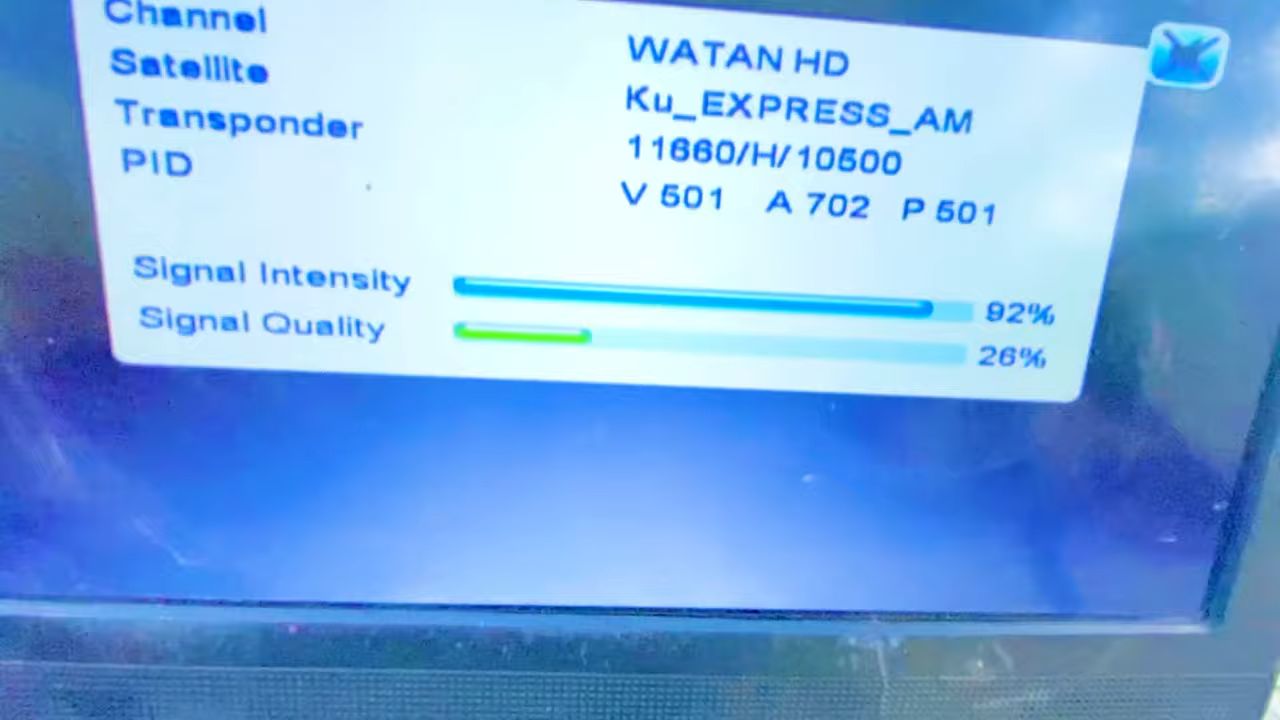 Channel WATAN HD
Satellite Ku_EXPRESS_AM
Transponder 11660/H/10500
PID V 501 A 702 P 501
Signal Intensity 92%
Signal Quality 26%